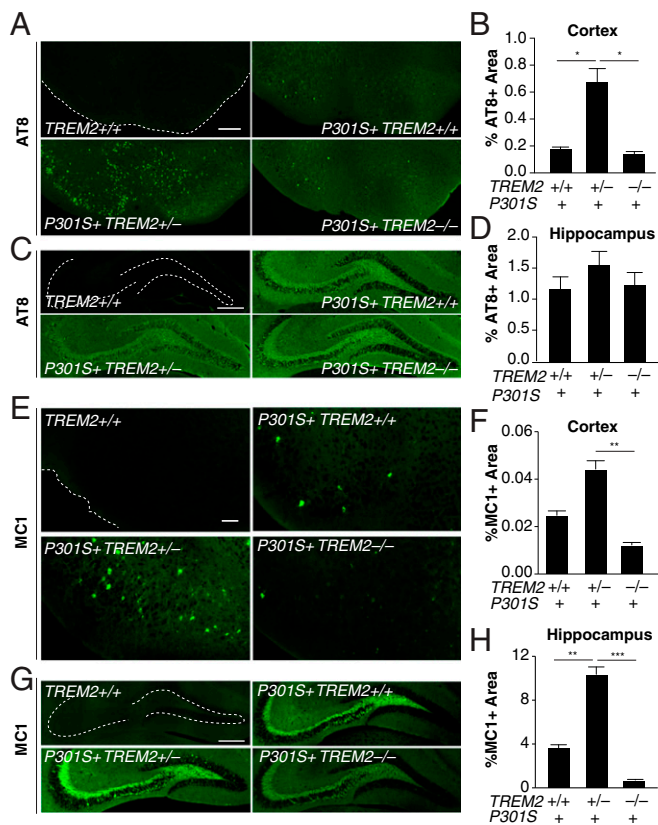 A
AT8
TREM2+/+
P301S+ TREM2+/+
P301S+ TREM2+/–
P301S+ TREM2–/–
B
Cortex
% AT8+ Area
0.8
0.6
0.4
0.2
0.0
* *
TREM2 +/+ +/– –/–
P301S + + +
C
AT8
TREM2+/+
P301S+ TREM2+/+
P301S+ TREM2+/–
P301S+ TREM2–/–
D
Hippocampus
% AT8+ Area
2.0
1.5
1.0
0.5
0.0
TREM2 +/+ +/– –/–
P301S + + +
E
MC1
TREM2+/+
P301S+ TREM2+/+
P301S+ TREM2+/–
P301S+ TREM2–/–
F
Cortex
%MC1+ Area
0.06
0.04
0.02
0.00
**
TREM2 +/+ +/– –/–
P301S + + +
G
MC1
TREM2+/+
P301S+ TREM2+/+
P301S+ TREM2+/–
P301S+ TREM2–/–
H
Hippocampus
%MC1+ Area
12
8
4
0
** ***
TREM2 +/+ +/– –/–
P301S + + +